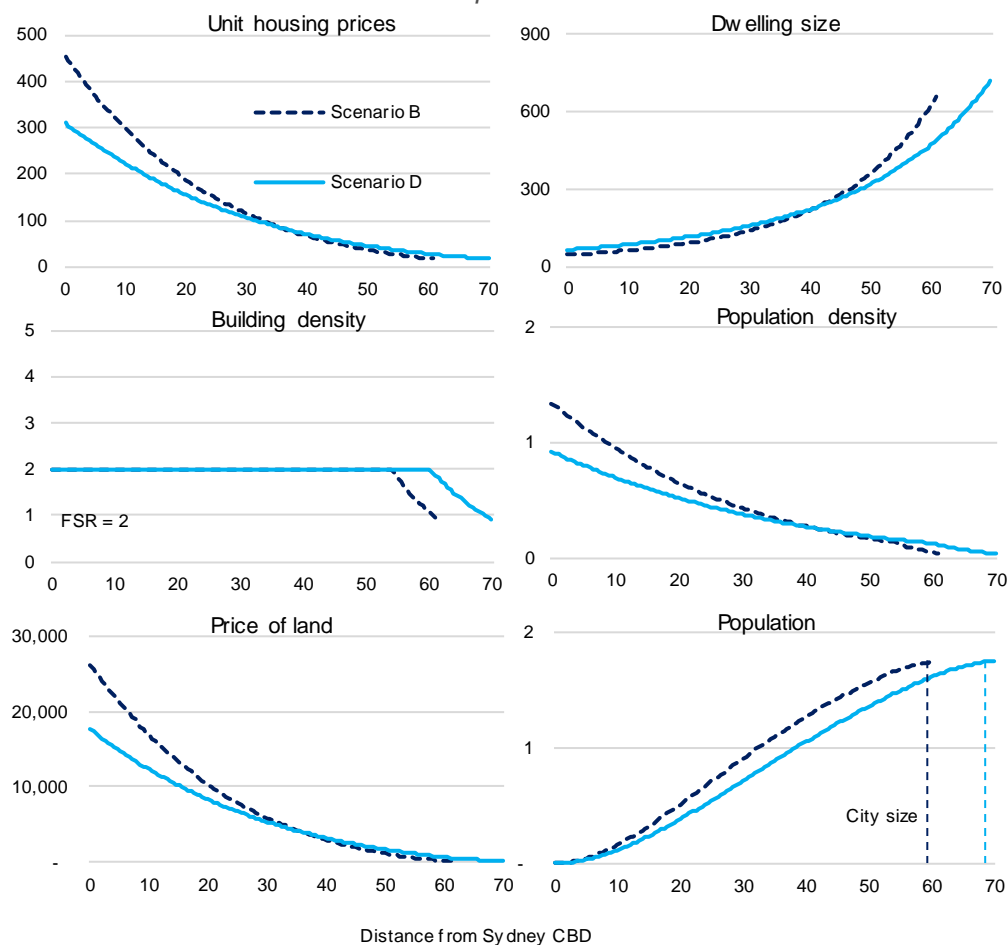 Unit housing prices
500
400
300
200
100
0
0 10 20 30 40 50 60 70
Scenario B
Scenario D
Dwelling size
900
600
300
0
0 10 20 30 40 50 60 70
Building density
5
4
3
2
1
0
FSR = 2
0 10 20 30 40 50 60 70
Population density
2
1
0
0 10 20 30 40 50 60 70
Price of land
30,000
20,000
10,000
-
0 10 20 30 40 50 60 70
Population
2
1
-
City size
0 10 20 30 40 50 60 70
Distance from Sydney CBD